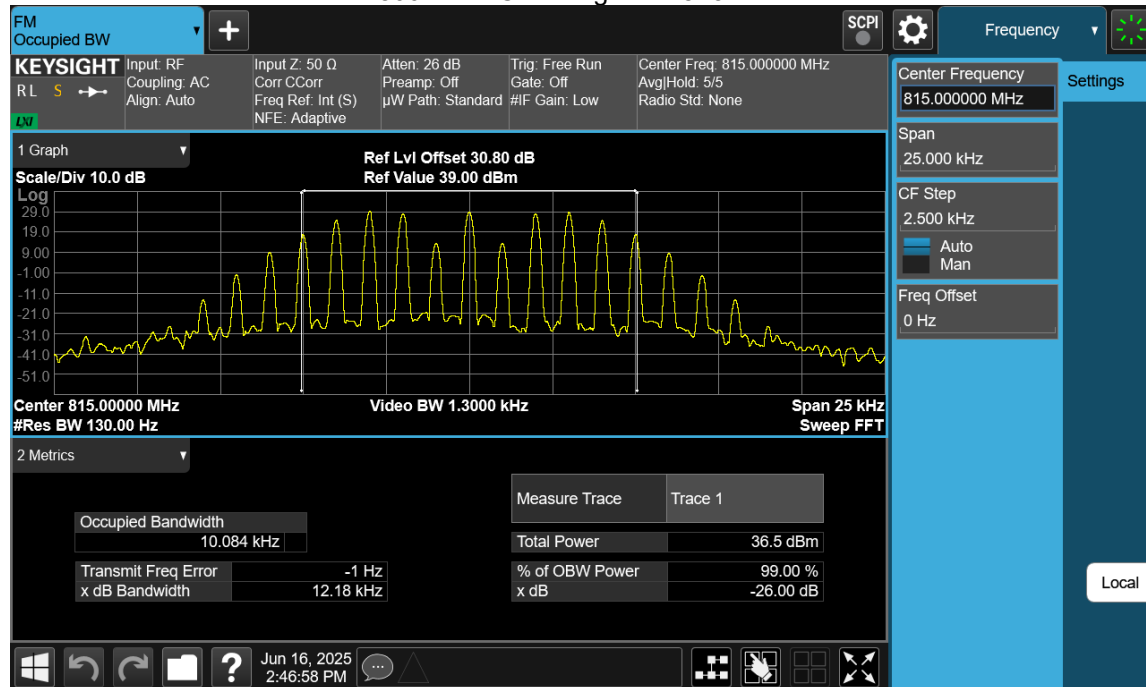 FM
Occupied BW
+
SCPI
Frequency
KEYSIGHT
R L S
LXI
Input: RF
Coupling: AC
Align: Auto
Input Z: 50 Ω
Corr CCorr
Freq Ref: Int (S)
NFE: Adaptive
Atten: 26 dB
Preamp: Off
µW Path: Standard
Trig: Free Run
Gate: Off
#IF Gain: Low
Center Freq: 815.000000 MHz
Avg|Hold: 5/5
Radio Std: None
Center Frequency
815.000000 MHz
Settings
Span
25.000 kHz
CF Step
2.500 kHz
Auto
Man
Freq Offset
0 Hz
1 Graph
Scale/Div 10.0 dB
Ref Lvl Offset 30.80 dB
Ref Value 39.00 dBm
Log
29.0
19.0
9.00
-1.00
-11.0
-21.0
-31.0
-41.0
-51.0
Center 815.00000 MHz
#Res BW 130.00 Hz
Video BW 1.3000 kHz
Span 25 kHz
Sweep FFT
2 Metrics
Measure Trace Trace 1
Occupied Bandwidth
10.084 kHz
Total Power 36.5 dBm
Transmit Freq Error -1 Hz
x dB Bandwidth 12.18 kHz
% of OBW Power 99.00 %
x dB -26.00 dB
Local
?
Jun 16, 2025
2:46:58 PM